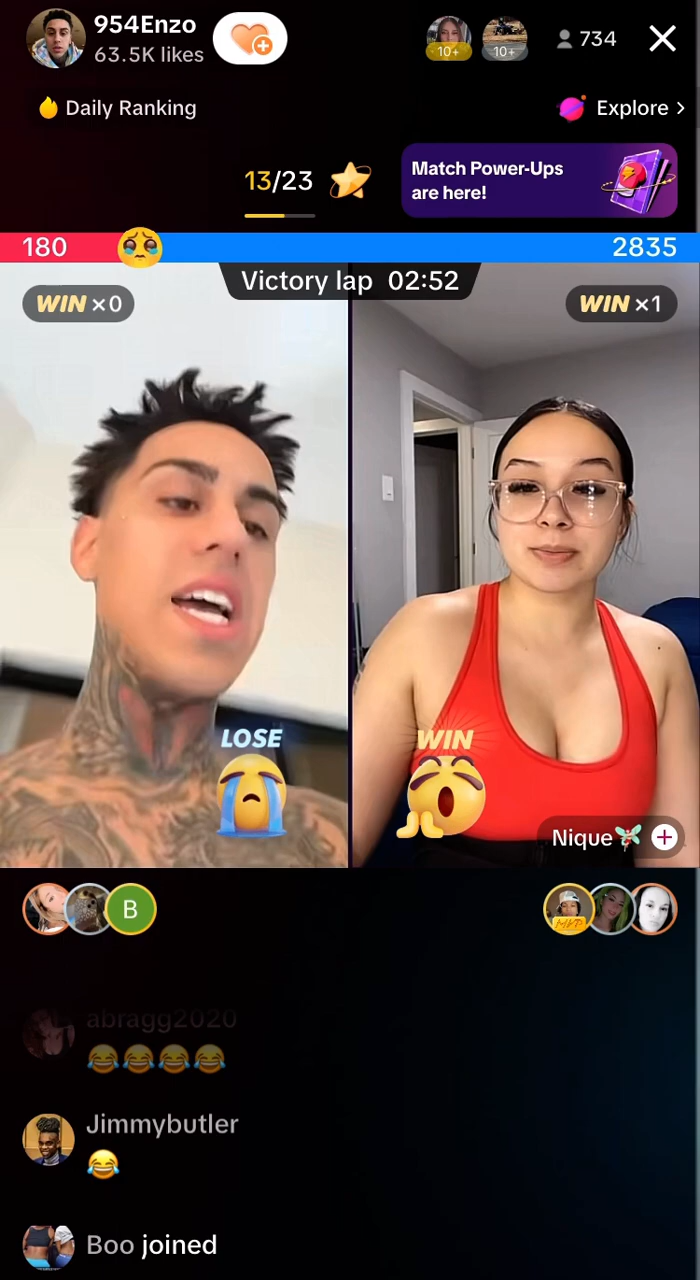 954Enzo
63.5K likes
10+
10+
734
Daily Ranking
Explore >
13/23
Match Power-Ups
are here!
180
2835
Victory lap 02:52
WIN ×0
WIN ×1
LOSE
WIN
Nique
B
MVP
abragg2020
😂😂😂😂
Jimmybutler
😂
Boo joined